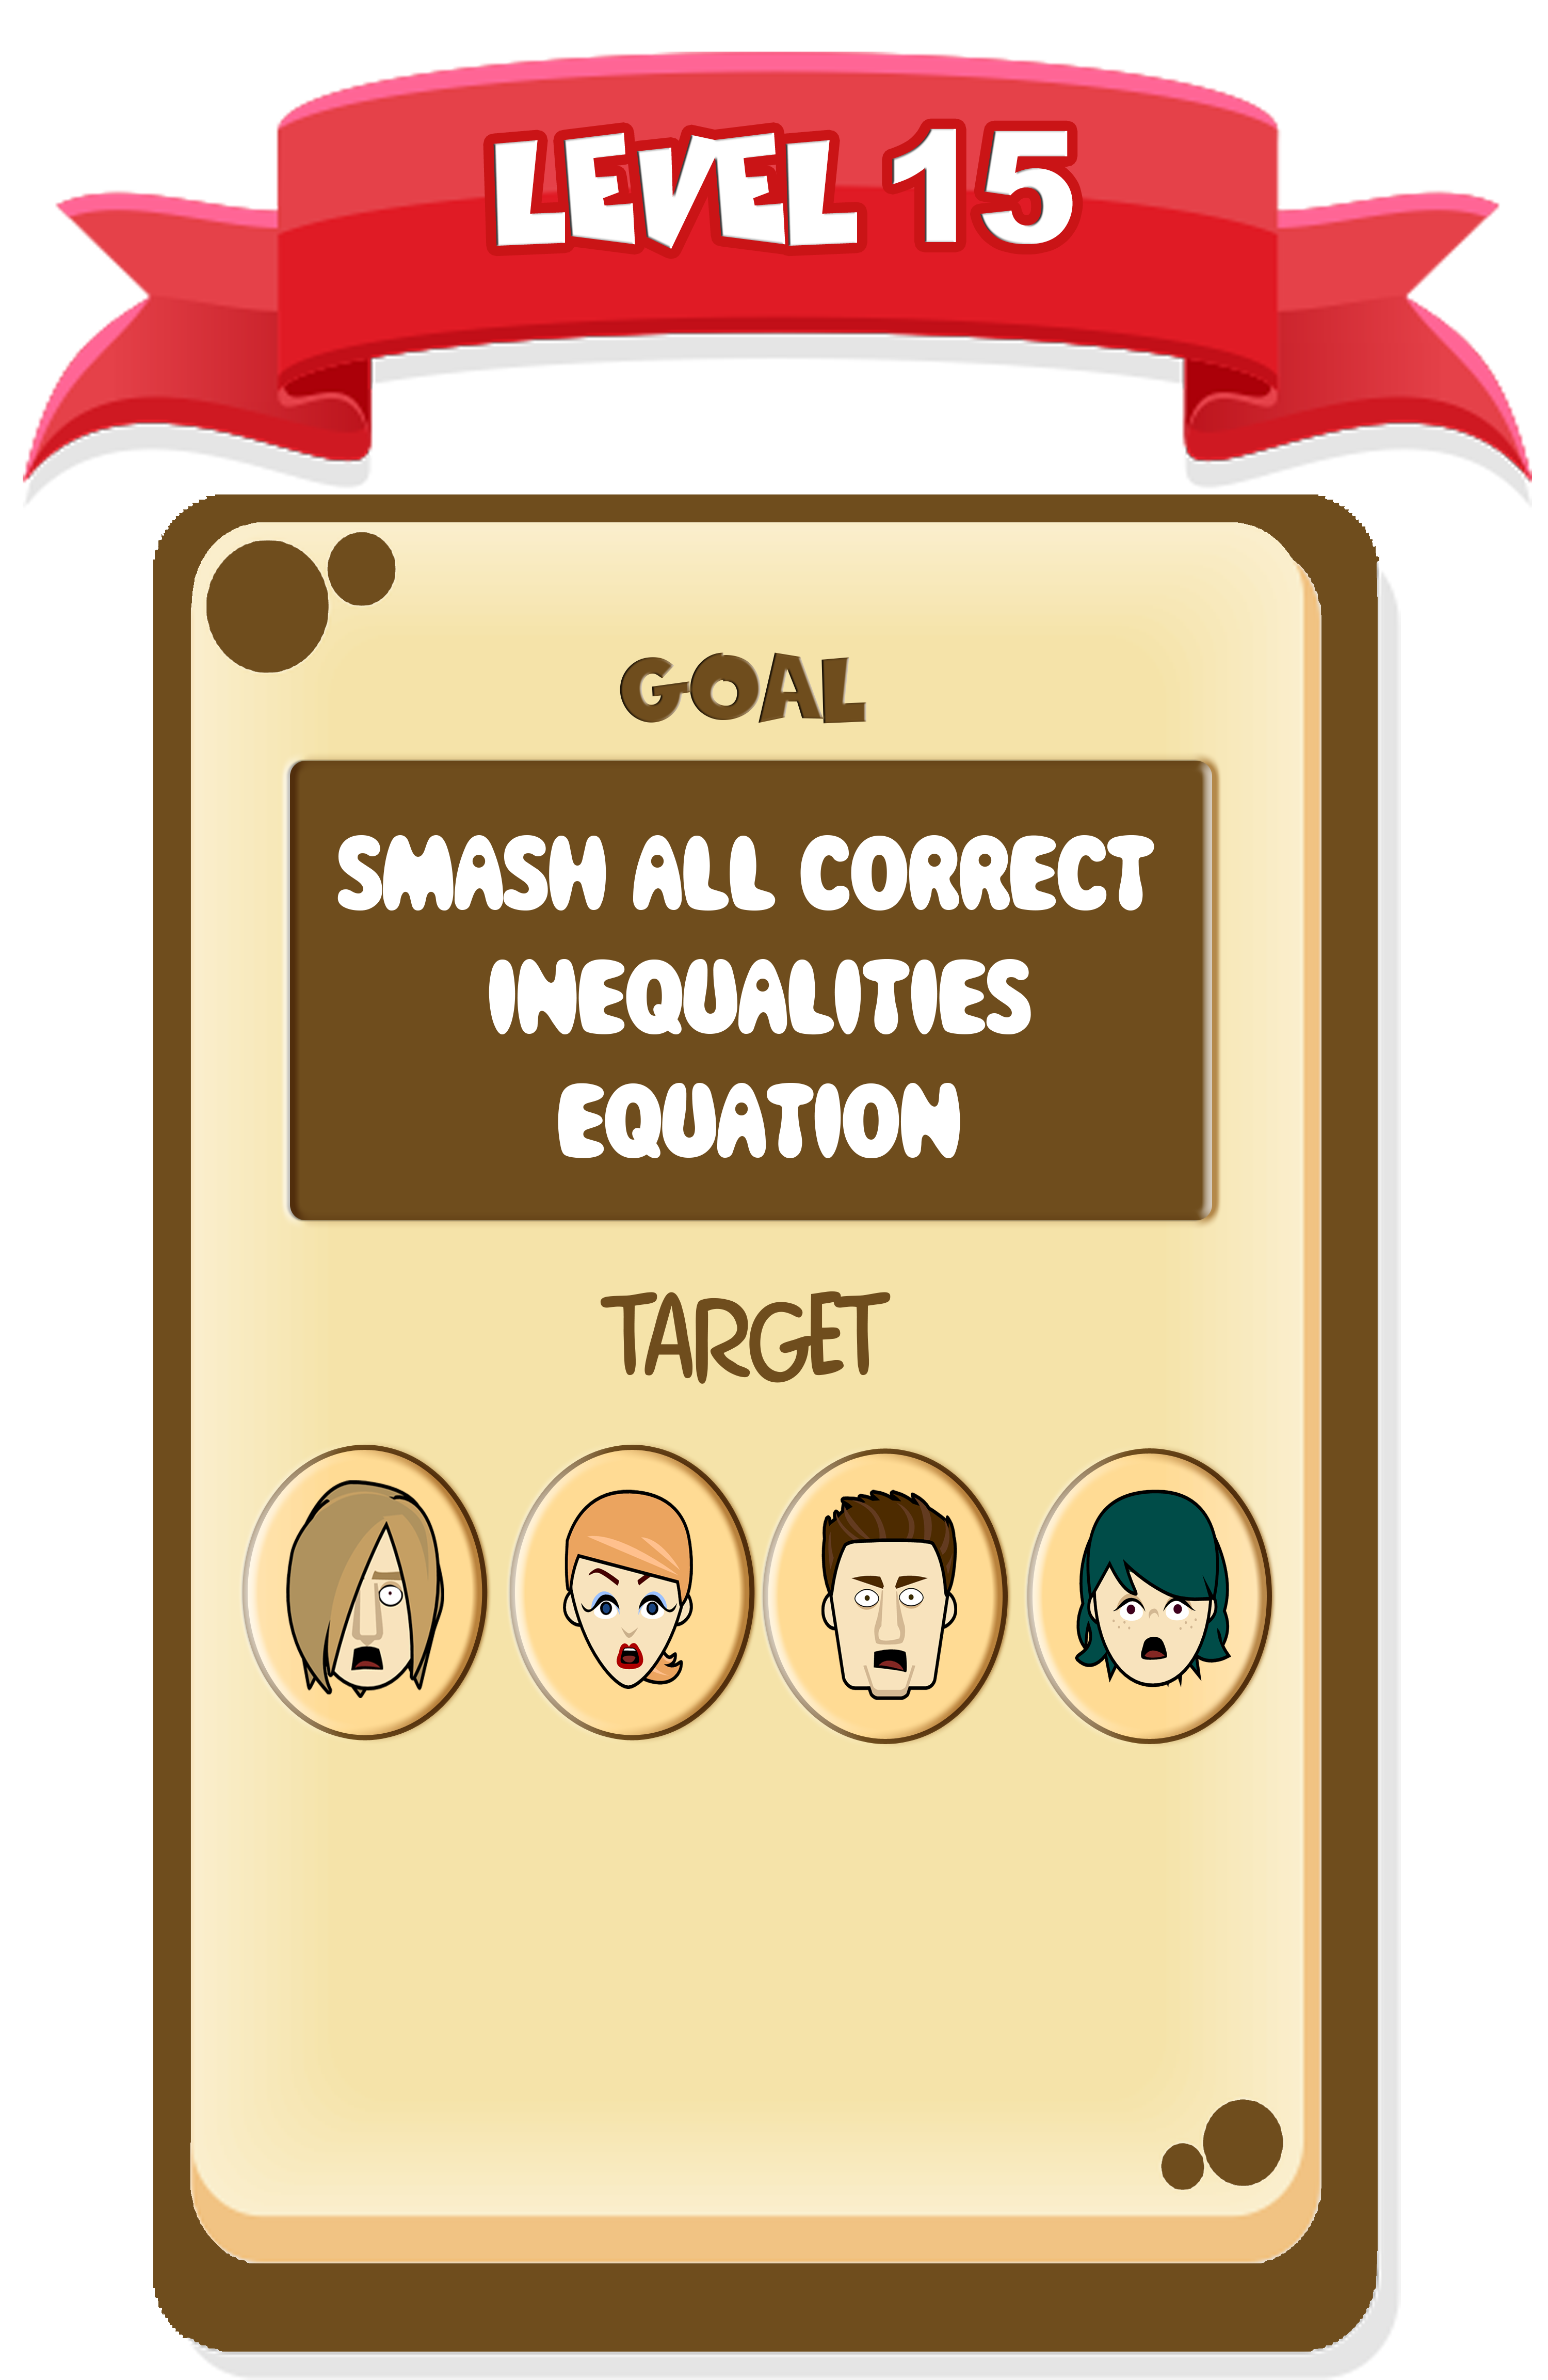 LEVEL 15
GOAL
SMASH ALL CORRECT
INEQUALITIES
EQUATION
TARGET